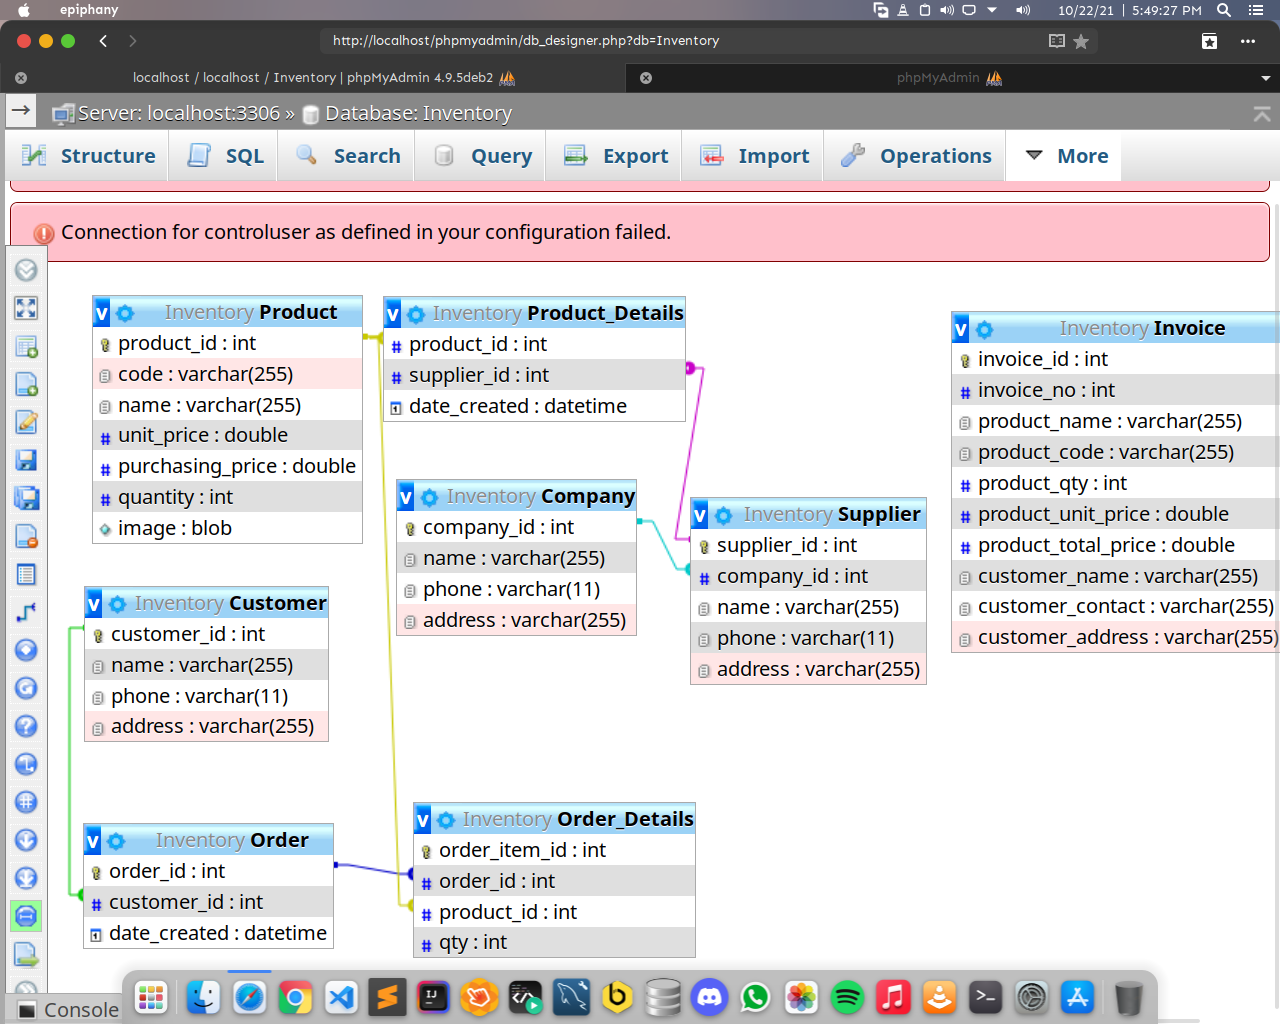 epiphany
10/22/21 | 5:49:27 PM
http://localhost/phpmyadmin/db_designer.php?db=Inventory
localhost / localhost / Inventory | phpMyAdmin 4.9.5deb2
phpMyAdmin
Server: localhost:3306 » Database: Inventory
Structure
SQL
Search
Query
Export
Import
Operations
More
Connection for controluser as defined in your configuration failed.
v Inventory Product
product_id : int
code : varchar(255)
name : varchar(255)
unit_price : double
purchasing_price : double
quantity : int
image : blob
v Inventory Product_Details
product_id : int
supplier_id : int
date_created : datetime
v Inventory Invoice
invoice_id : int
invoice_no : int
product_name : varchar(255)
product_code : varchar(255)
product_qty : int
product_unit_price : double
product_total_price : double
customer_name : varchar(255)
customer_contact : varchar(255)
customer_address : varchar(255)
v Inventory Company
company_id : int
name : varchar(255)
phone : varchar(11)
address : varchar(255)
v Inventory Supplier
supplier_id : int
company_id : int
name : varchar(255)
phone : varchar(11)
address : varchar(255)
v Inventory Customer
customer_id : int
name : varchar(255)
phone : varchar(11)
address : varchar(255)
v Inventory Order
order_id : int
customer_id : int
date_created : datetime
v Inventory Order_Details
order_item_id : int
order_id : int
product_id : int
qty : int
Console
IJ